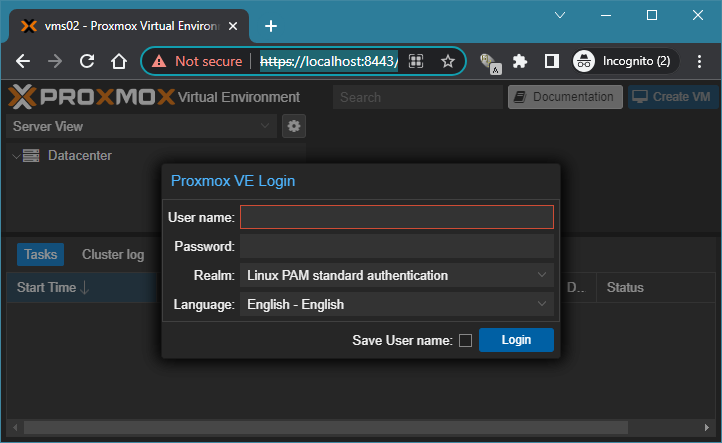 vms02 - Proxmox Virtual Environ
Not secure https://localhost:8443/ A Incognito (2)
PROXMOX Virtual Environment Search Documentation Create VM
Server View
Datacenter
Proxmox VE Login
User name:
Password:
Realm: Linux PAM standard authentication
Language: English - English
Save User name: Login
Tasks Cluster log
Start Time D.. Status